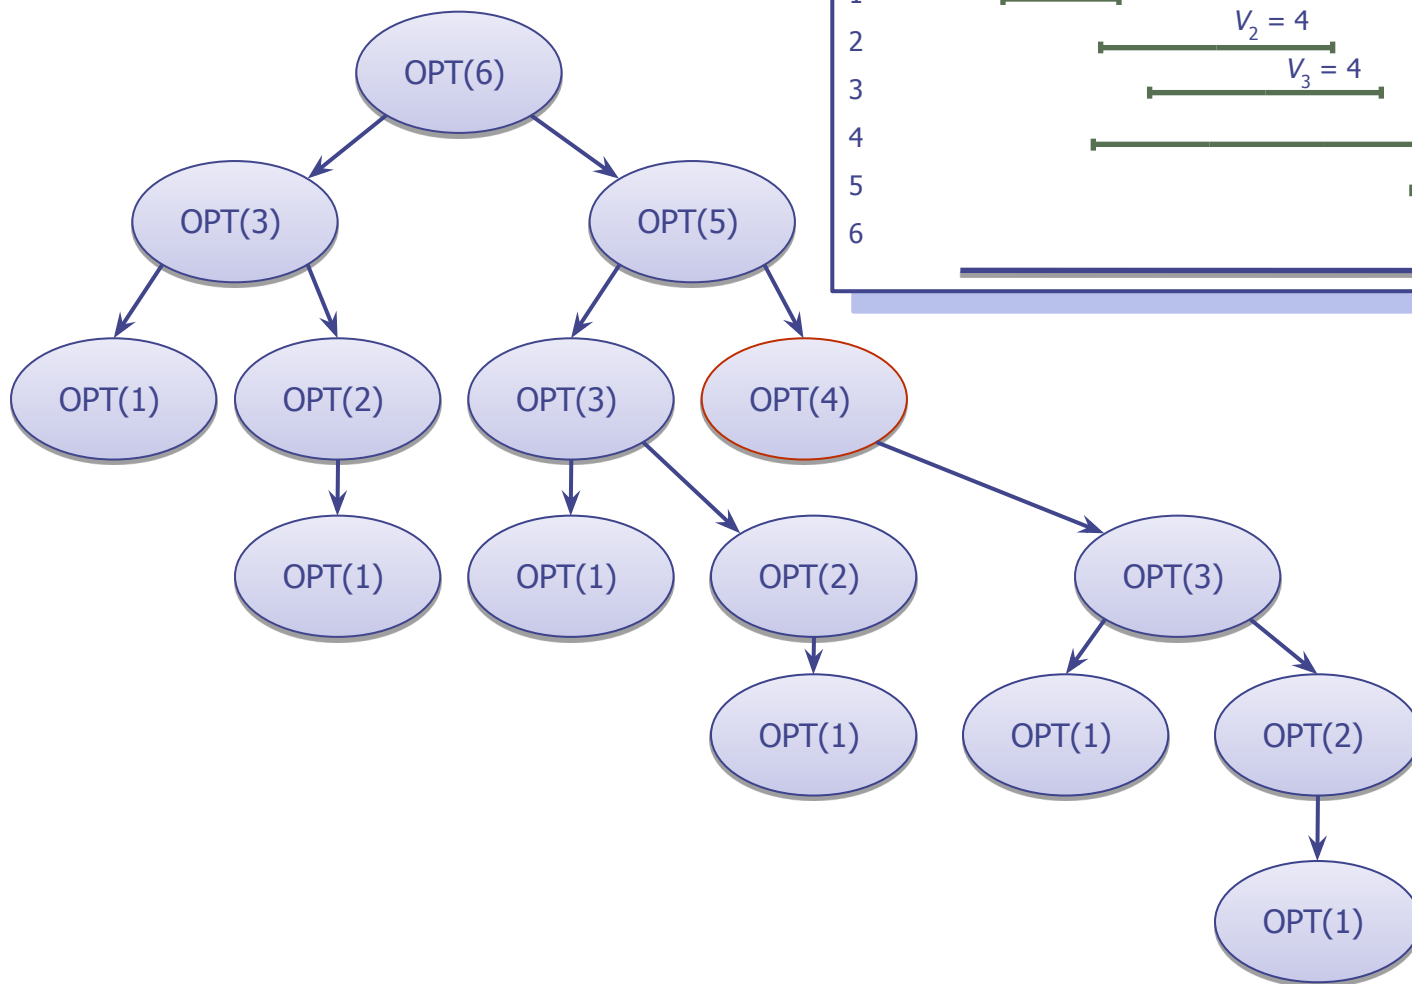 1
V2 = 4
2
V3 = 4
3
4
5
6
OPT(6)
OPT(3)
OPT(5)
OPT(1)
OPT(2)
OPT(3)
OPT(4)
OPT(1)
OPT(1)
OPT(2)
OPT(3)
OPT(1)
OPT(1)
OPT(2)
OPT(1)